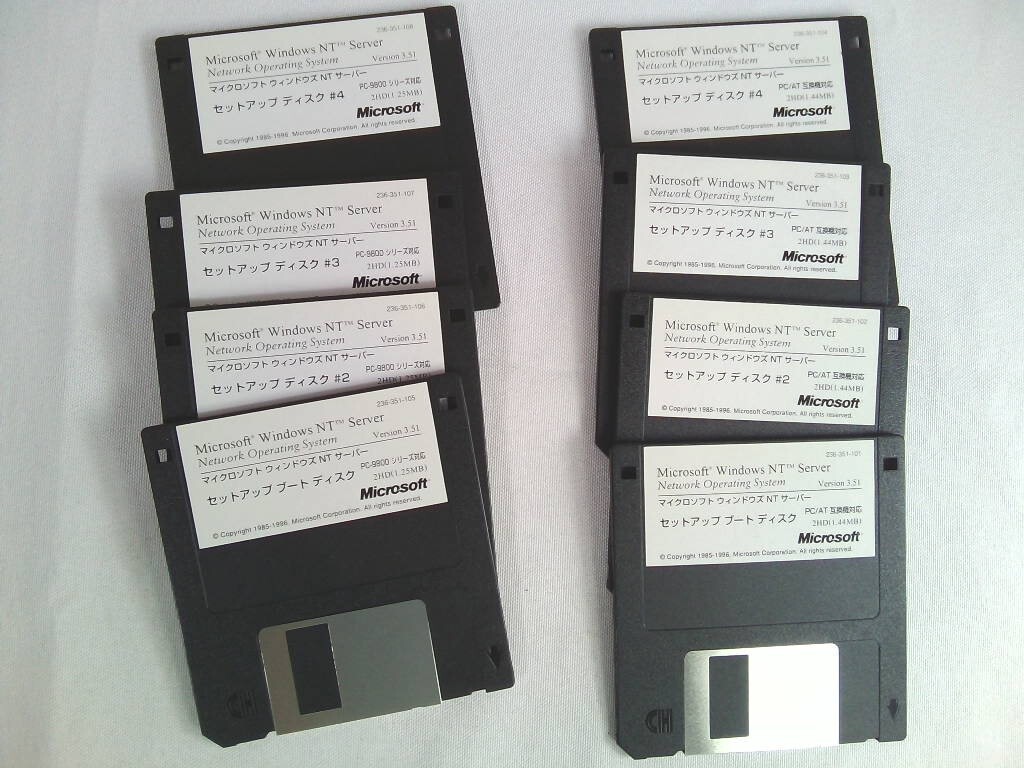 236-351-108
Microsoft® Windows NT™ Server
Network Operating System
Version 3.51
マイクロソフト ウィンドウズ NT サーバー
セットアップ ディスク #4
PC-9800 シリーズ対応
2HD(1.25MB)
Microsoft
© Copyright 1985-1996, Microsoft Corporation. All rights reserved.
236-351-107
Microsoft® Windows NT™ Server
Network Operating System
Version 3.51
マイクロソフト ウィンドウズ NT サーバー
セットアップ ディスク #3
PC-9800 シリーズ対応
2HD(1.25MB)
Microsoft
236-351-106
Microsoft® Windows NT™ Server
Network Operating System
Version 3.51
マイクロソフト ウィンドウズ NT サーバー
セットアップ ディスク #2
PC-9800 シリーズ対応
2HD(1.25MB)
236-351-105
Microsoft® Windows NT™ Server
Network Operating System
Version 3.51
マイクロソフト ウィンドウズ NT サーバー
セットアップ ブート ディスク
PC-9800 シリーズ対応
2HD(1.25MB)
Microsoft
© Copyright 1985-1996, Microsoft Corporation. All rights reserved.
236-351-104
Microsoft® Windows NT™ Server
Network Operating System
Version 3.51
マイクロソフト ウィンドウズ NT サーバー
セットアップ ディスク #4
PC/AT 互換機対応
2HD(1.44MB)
Microsoft
© Copyright 1985-1996, Microsoft Corporation. All rights reserved.
236-351-103
Microsoft® Windows NT™ Server
Network Operating System
Version 3.51
マイクロソフト ウィンドウズ NT サーバー
セットアップ ディスク #3
PC/AT 互換機対応
2HD(1.44MB)
Microsoft
© Copyright 1985-1996, Microsoft Corporation. All rights reserved.
236-351-102
Microsoft® Windows NT™ Server
Network Operating System
Version 3.51
マイクロソフト ウィンドウズ NT サーバー
セットアップ ディスク #2
PC/AT 互換機対応
2HD(1.44MB)
Microsoft
© Copyright 1985-1996, Microsoft Corporation. All rights reserved.
236-351-101
Microsoft® Windows NT™ Server
Network Operating System
Version 3.51
マイクロソフト ウィンドウズ NT サーバー
セットアップ ブート ディスク
PC/AT 互換機対応
2HD(1.44MB)
Microsoft
© Copyright 1985-1996, Microsoft Corporation. All rights reserved.